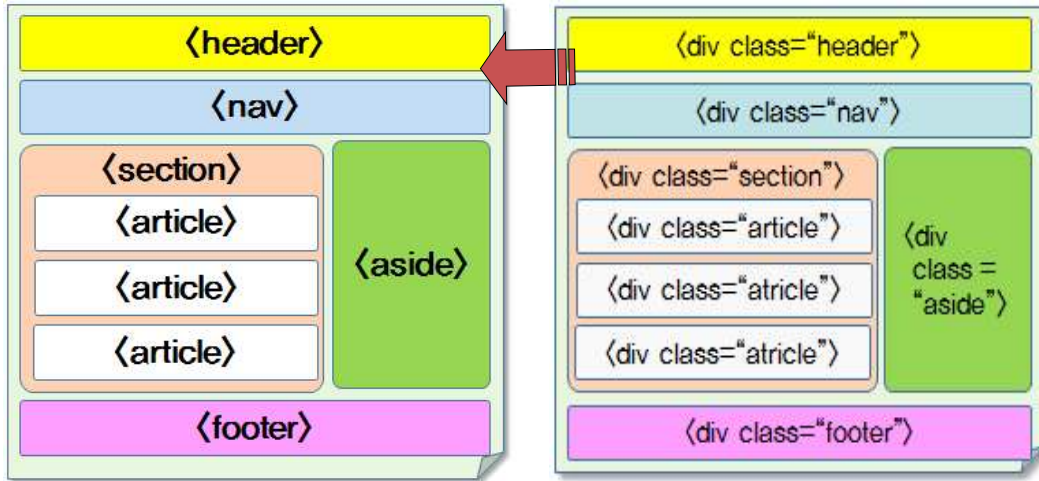 〈header〉
〈nav〉
〈section〉
〈article〉
〈article〉
〈article〉
〈aside〉
〈footer〉
〈div class=“header”〉
〈div class=“nav”〉
〈div class=“section”〉
〈div class=“article”〉
〈div class=“atricle”〉
〈div class=“atricle”〉
〈div
class =
“aside”〉
〈div class=“footer”〉